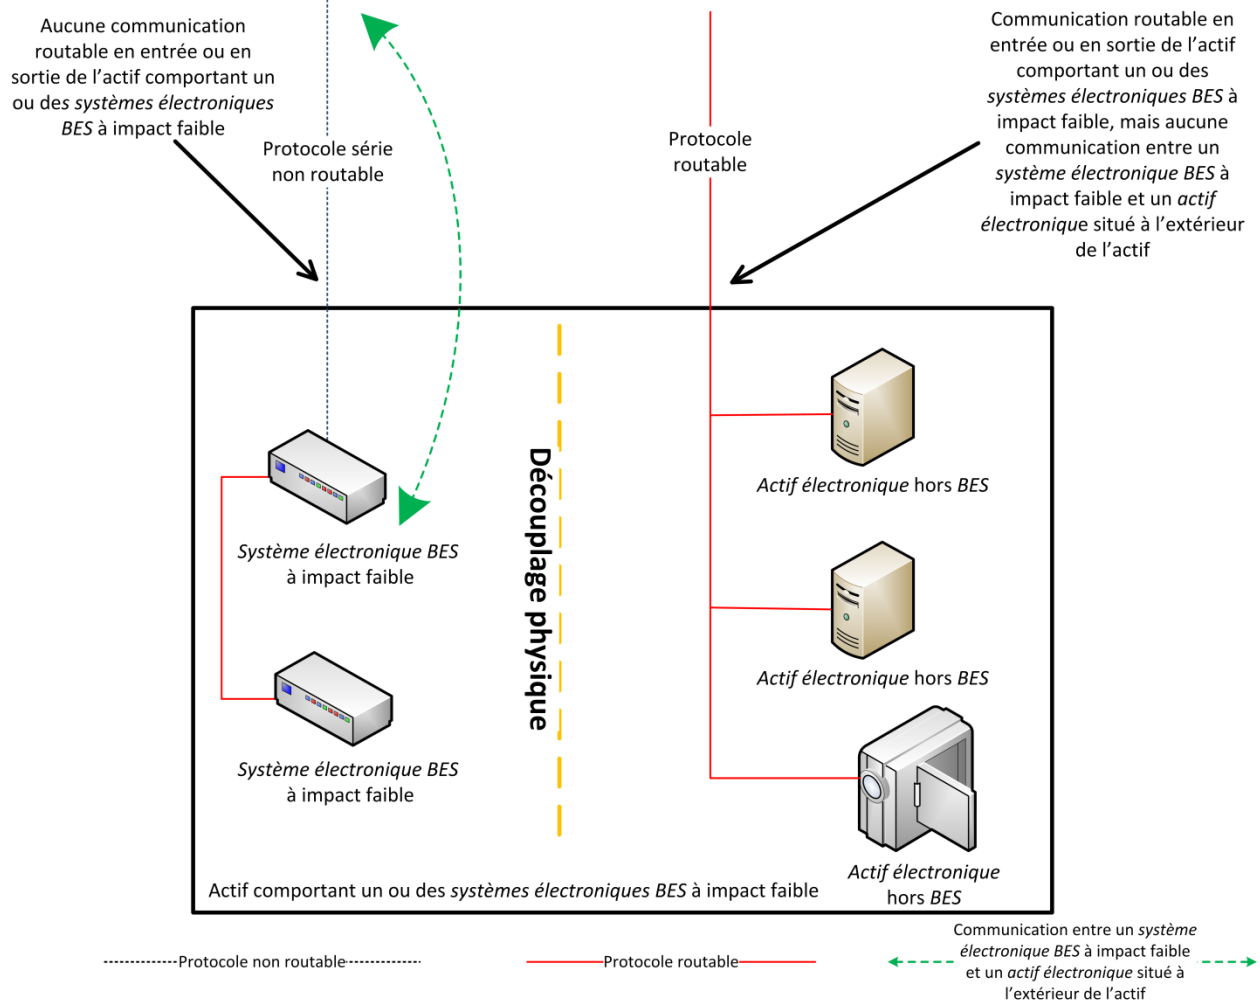 Aucune communication
routable en entrée ou en
sortie de l'actif comportant un
ou des systèmes électroniques
BES à impact faible
Protocole série
non routable
Protocole
routable
Communication routable en
entrée ou en sortie de l'actif
comportant un ou des
systèmes électroniques BES à
impact faible, mais aucune
communication entre un
système électronique BES à
impact faible et un actif
électronique situé à l'extérieur
de l'actif
Découplage physique
Système électronique BES
à impact faible
Système électronique BES
à impact faible
Actif électronique hors BES
Actif électronique hors BES
Actif électronique
hors BES
Actif comportant un ou des systèmes électroniques BES à impact faible
Protocole non routable
Protocole routable
Communication entre un système
électronique BES à impact faible
et un actif électronique situé à
l'extérieur de l'actif